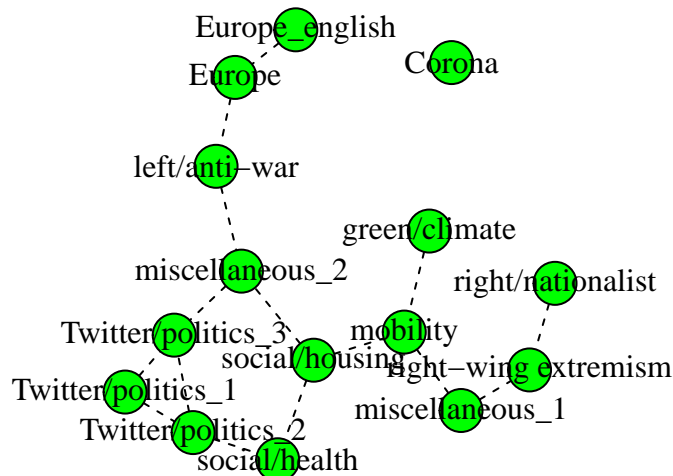 Europe_english
Corona
Europe
left/anti−war
green/climate
miscellaneous_2
right/nationalist
Twitter/politics_3
mobility
social/housing
right−wing extremism
Twitter/politics_1
miscellaneous_1
Twitter/politics_2
social/health